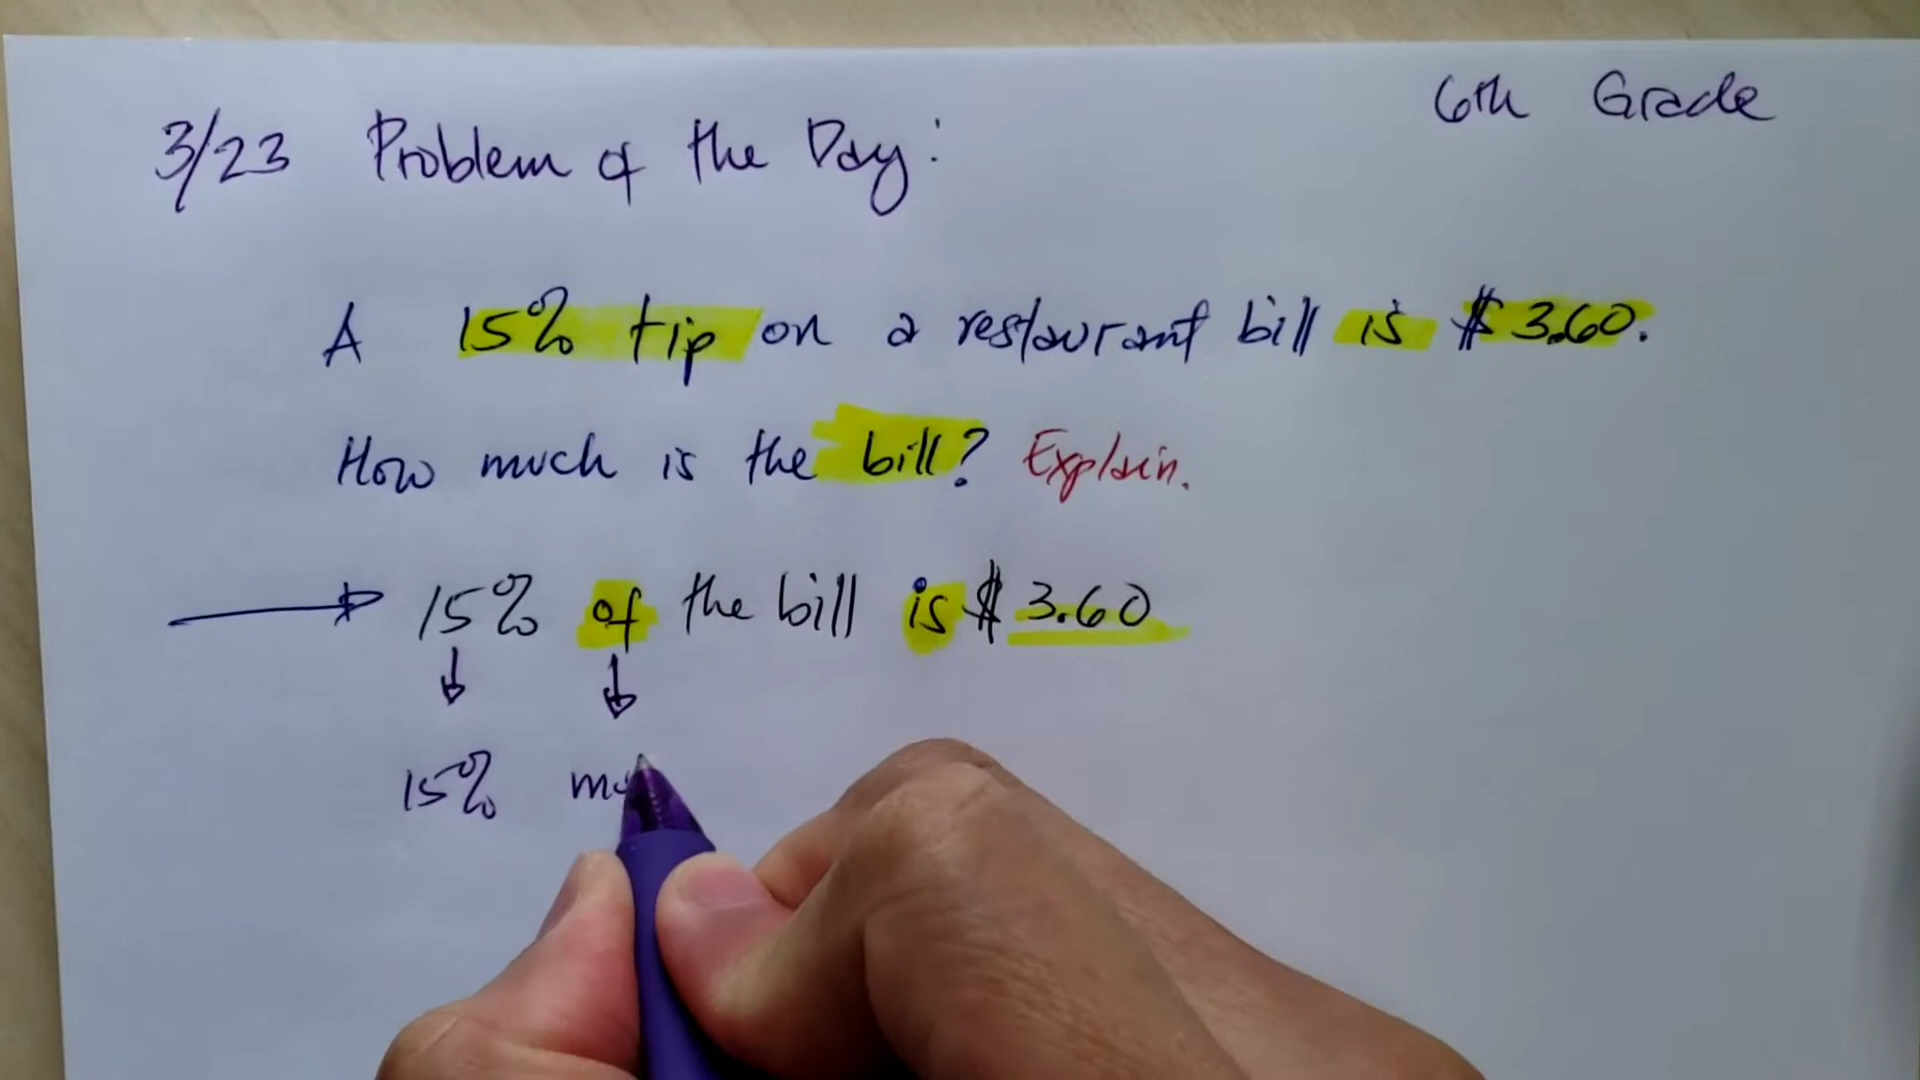 6th Grade
3/23 Problem of the Day:
A 15% tip on a restaurant bill is $3.60.
How much is the bill? Explain.
15% of the bill is $3.60
15%